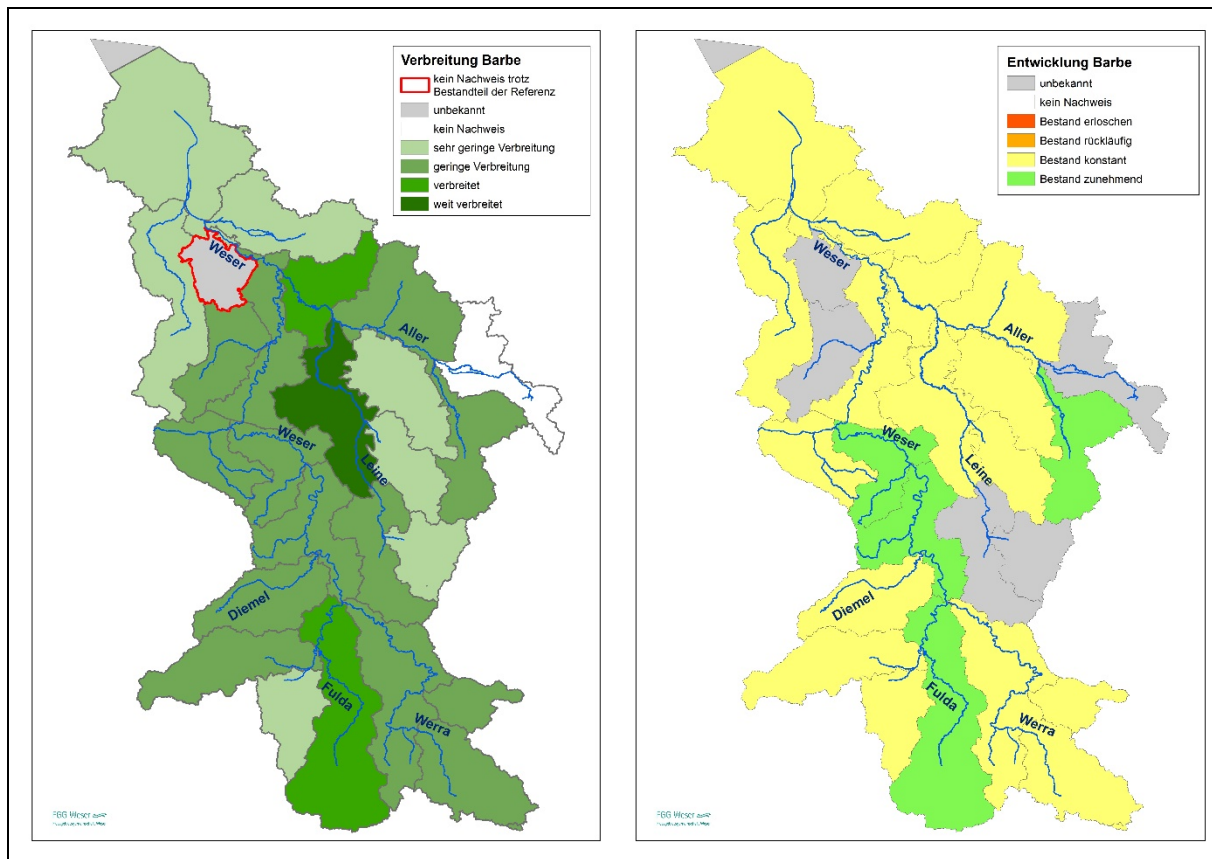 Verbreitung Barbe
kein Nachweis trotz
Bestandteil der Referenz
unbekannt
kein Nachweis
sehr geringe Verbreitung
geringe Verbreitung
verbreitet
weit verbreitet
Weser
Aller
Weser
Leine
Diemel
Fulda
Werra
FGG Weser
Entwicklung Barbe
unbekannt
kein Nachweis
Bestand erloschen
Bestand rückläufig
Bestand konstant
Bestand zunehmend
Weser
Aller
Weser
Leine
Diemel
Fulda
Werra
FGG Weser